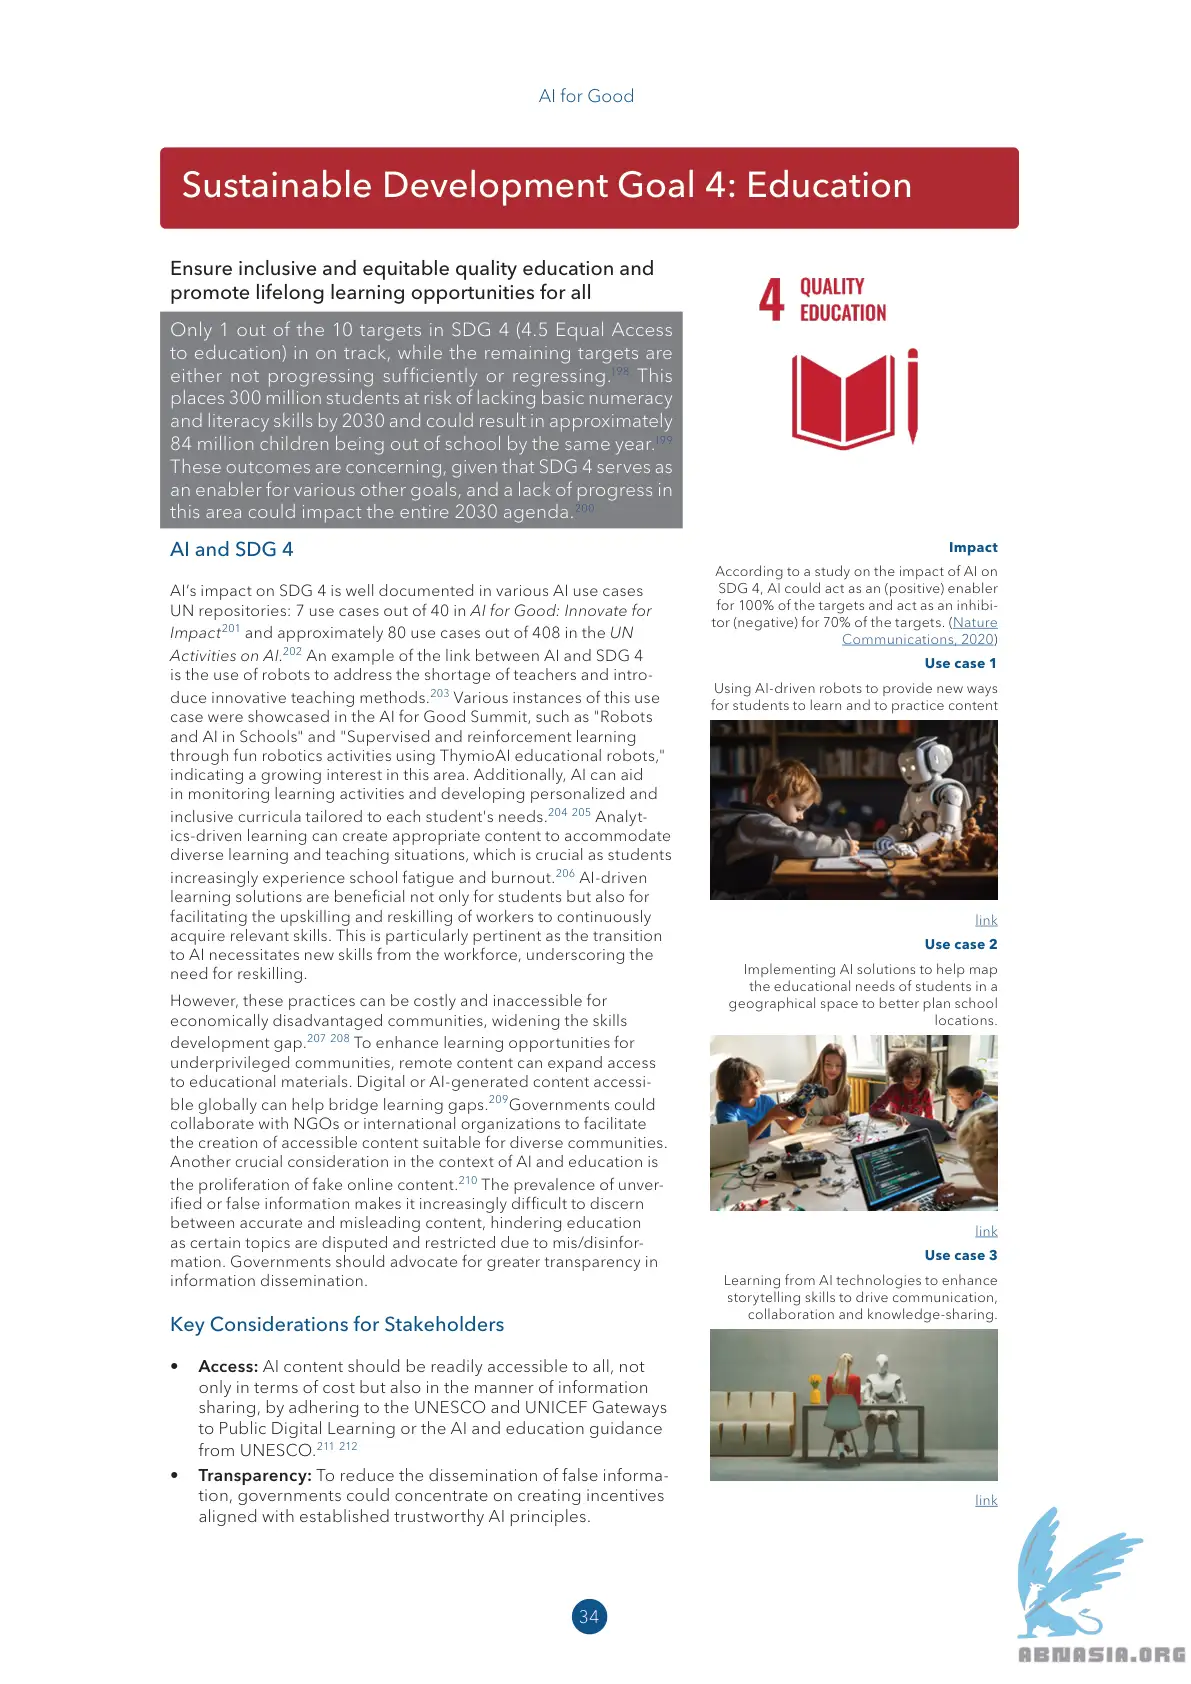 AI for Good
Sustainable Development Goal 4: Education
Ensure inclusive and equitable quality education and
promote lifelong learning opportunities for all
Only 1 out of the 10 targets in SDG 4 (4.5 Equal Access
to education) in on track, while the remaining targets are
either not progressing sufficiently or regressing.198 This
places 300 million students at risk of lacking basic numeracy
and literacy skills by 2030 and could result in approximately
84 million children being out of school by the same year.199
These outcomes are concerning, given that SDG 4 serves as
an enabler for various other goals, and a lack of progress in
this area could impact the entire 2030 agenda.200
4 QUALITY
EDUCATION
AI and SDG 4
AI's impact on SDG 4 is well documented in various AI use cases
UN repositories: 7 use cases out of 40 in AI for Good: Innovate for
Impact201 and approximately 80 use cases out of 408 in the UN
Activities on AI.202 An example of the link between AI and SDG 4
is the use of robots to address the shortage of teachers and intro-
duce innovative teaching methods.203 Various instances of this use
case were showcased in the AI for Good Summit, such as "Robots
and AI in Schools" and "Supervised and reinforcement learning
through fun robotics activities using ThymioAI educational robots,"
indicating a growing interest in this area. Additionally, AI can aid
in monitoring learning activities and developing personalized and
inclusive curricula tailored to each student's needs.204 205 Analyt-
ics-driven learning can create appropriate content to accommodate
diverse learning and teaching situations, which is crucial as students
increasingly experience school fatigue and burnout.206 AI-driven
learning solutions are beneficial not only for students but also for
facilitating the upskilling and reskilling of workers to continuously
acquire relevant skills. This is particularly pertinent as the transition
to AI necessitates new skills from the workforce, underscoring the
need for reskilling.
However, these practices can be costly and inaccessible for
economically disadvantaged communities, widening the skills
development gap.207 208 To enhance learning opportunities for
underprivileged communities, remote content can expand access
to educational materials. Digital or AI-generated content accessi-
ble globally can help bridge learning gaps.209Governments could
collaborate with NGOs or international organizations to facilitate
the creation of accessible content suitable for diverse communities.
Another crucial consideration in the context of AI and education is
the proliferation of fake online content.210 The prevalence of unver-
ified or false information makes it increasingly difficult to discern
between accurate and misleading content, hindering education
as certain topics are disputed and restricted due to mis/disinfor-
mation. Governments should advocate for greater transparency in
information dissemination.
Key Considerations for Stakeholders
• Access: AI content should be readily accessible to all, not
only in terms of cost but also in the manner of information
sharing, by adhering to the UNESCO and UNICEF Gateways
to Public Digital Learning or the AI and education guidance
from UNESCO.211 212
• Transparency: To reduce the dissemination of false informa-
tion, governments could concentrate on creating incentives
aligned with established trustworthy AI principles.
Impact
According to a study on the impact of AI on
SDG 4, AI could act as an (positive) enabler
for 100% of the targets and act as an inhibi-
tor (negative) for 70% of the targets. (Nature
Communications, 2020)
Use case 1
Using AI-driven robots to provide new ways
for students to learn and to practice content
link
Use case 2
Implementing AI solutions to help map
the educational needs of students in a
geographical space to better plan school
locations.
link
Use case 3
Learning from AI technologies to enhance
storytelling skills to drive communication,
collaboration and knowledge-sharing.
link
34
ABNASIA.ORG